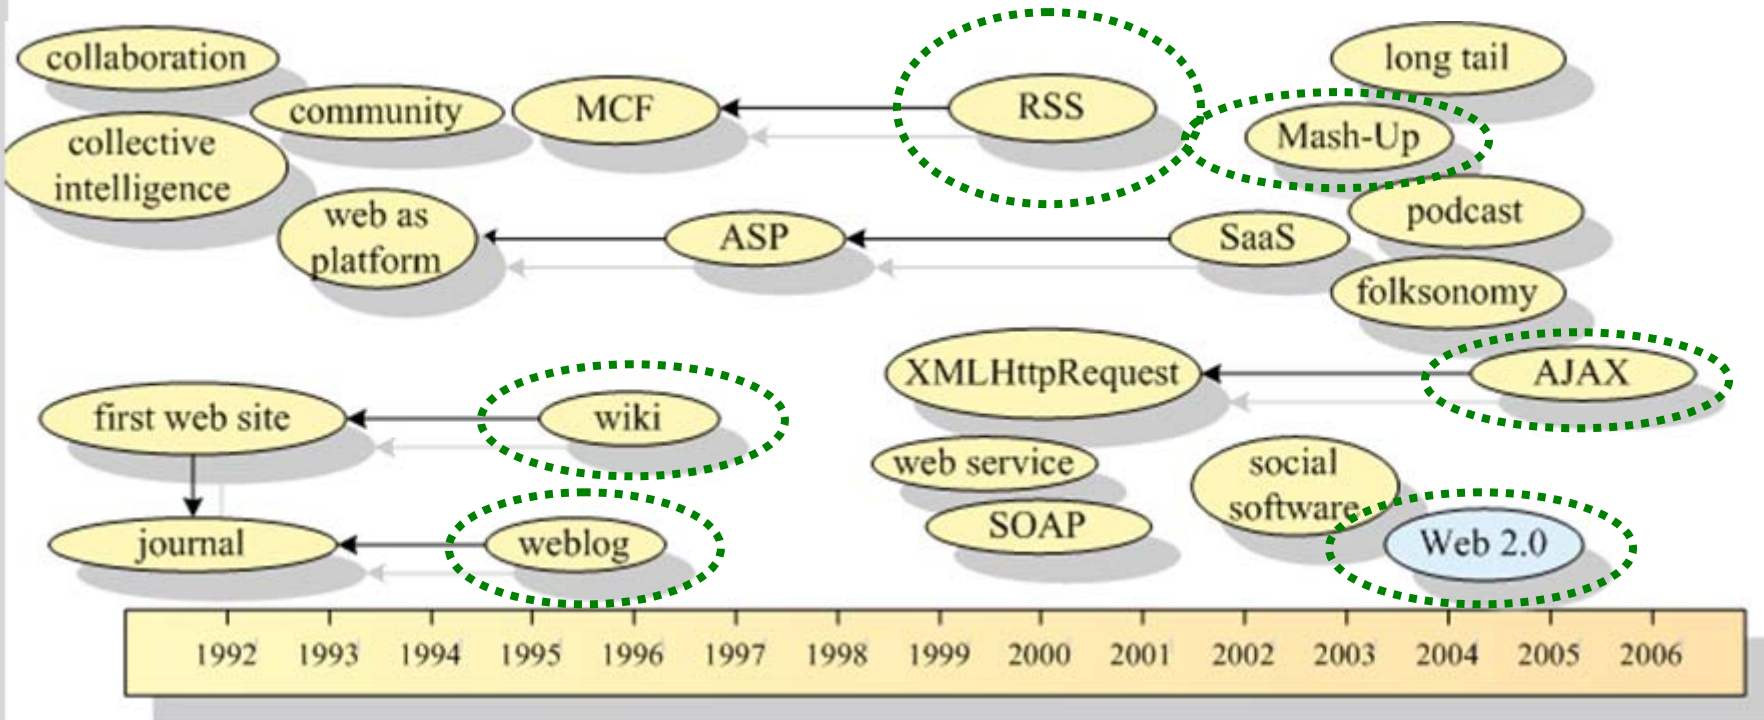 collaboration
community
MCF
RSS
long tail
Mash-Up
collective
intelligence
web as
platform
ASP
SaaS
podcast
folksonomy
XMLHttpRequest
AJAX
first web site
wiki
web service
social
software
SOAP
journal
weblog
Web 2.0
1992 1993 1994 1995 1996 1997 1998 1999 2000 2001 2002 2003 2004 2005 2006